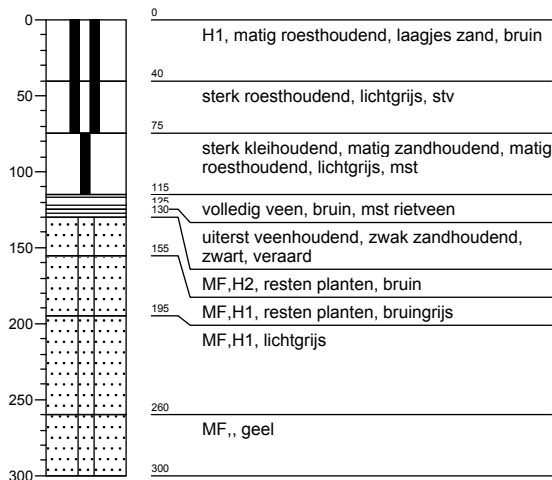 0
50
100
150
200
250
300
0
H1, matig roesthoudend, laagjes zand, bruin
40
sterk roesthoudend, lichtgrijs, stv
75
sterk kleihoudend, matig zandhoudend, matig
roesthoudend, lichtgrijs, mst
115
volledig veen, bruin, mst rietveen
125
uiterst veenhoudend, zwak zandhoudend,
zwart, veraard
130
MF,H2, resten planten, bruin
155
MF,H1, resten planten, bruingrijs
195
MF,H1, lichtgrijs
260
MF,, geel
300